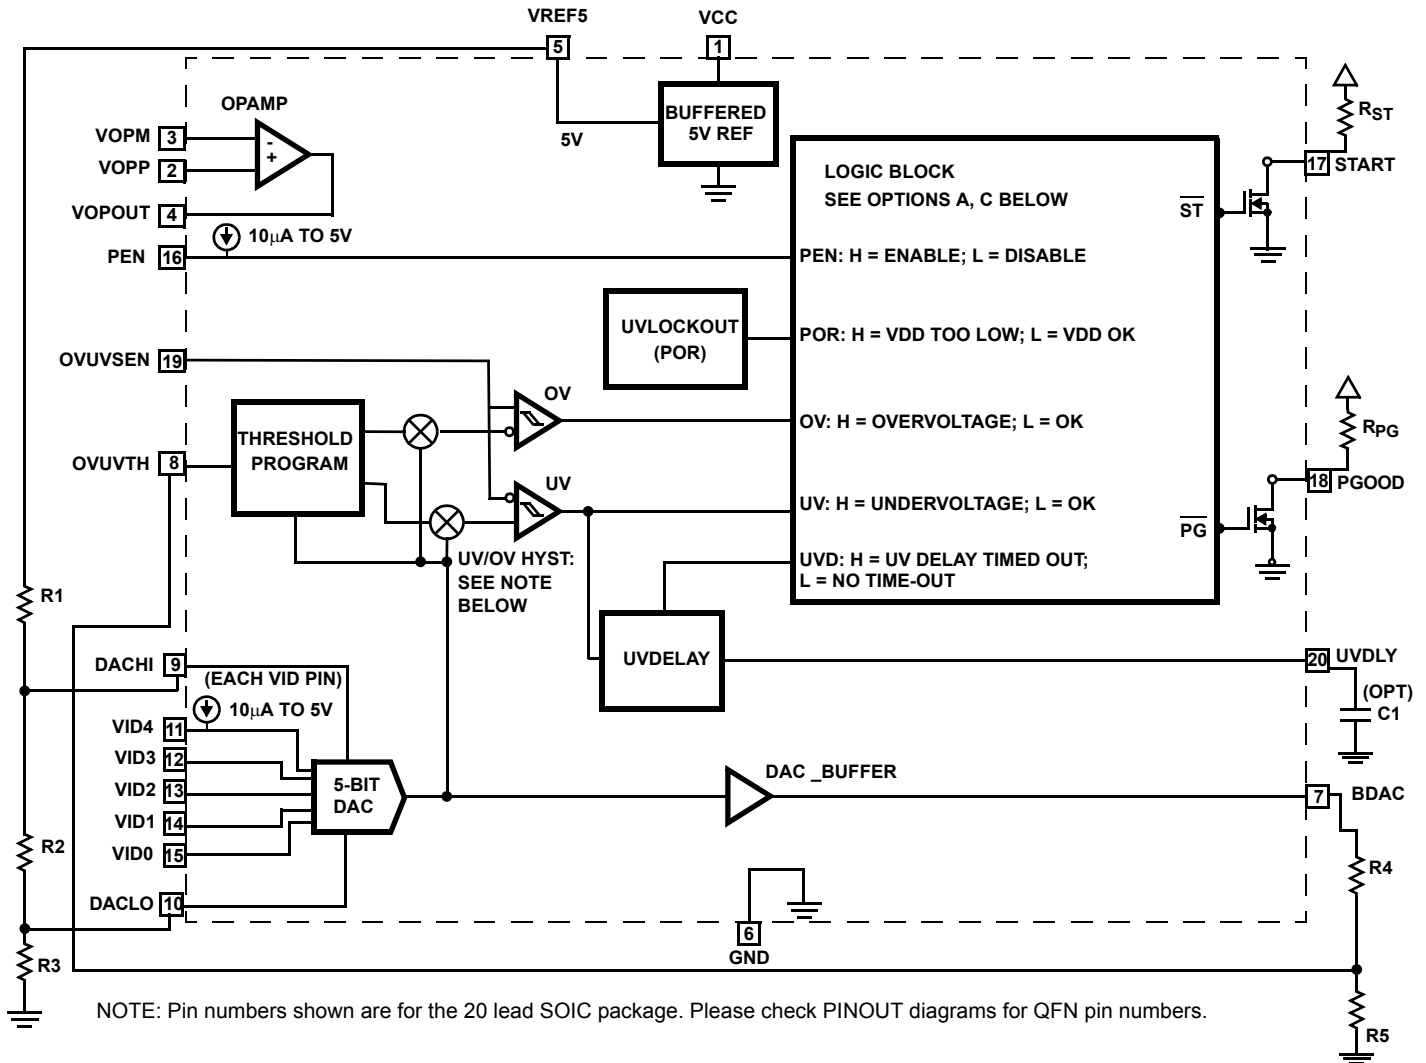 VREF5
VCC
5
1
OPAMP
VOPM 3
VOPP 2
-
+
VOPOUT 4
5V
BUFFERED
5V REF
RST
17 START
LOGIC BLOCK
SEE OPTIONS A, C BELOW
ST
10μA TO 5V
PEN 16
PEN: H = ENABLE; L = DISABLE
UVLOCKOUT
(POR)
POR: H = VDD TOO LOW; L = VDD OK
OVUVSEN 19
OV
OV: H = OVERVOLTAGE; L = OK
RPG
18 PGOOD
THRESHOLD
PROGRAM
OVUVTH 8
UV
UV: H = UNDERVOLTAGE; L = OK
PG
UV/OV HYST:
SEE NOTE
BELOW
UVD: H = UV DELAY TIMED OUT;
L = NO TIME-OUT
R1
UVDELAY
20 UVDLY
(OPT)
C1
DACHI 9
(EACH VID PIN)
10μA TO 5V
VID4 11
VID3 12
VID2 13
VID1 14
VID0 15
5-BIT
DAC
DAC _BUFFER
7 BDAC
R2
R4
DACLO 10
6
GND
R3
R5
NOTE: Pin numbers shown are for the 20 lead SOIC package. Please check PINOUT diagrams for QFN pin numbers.